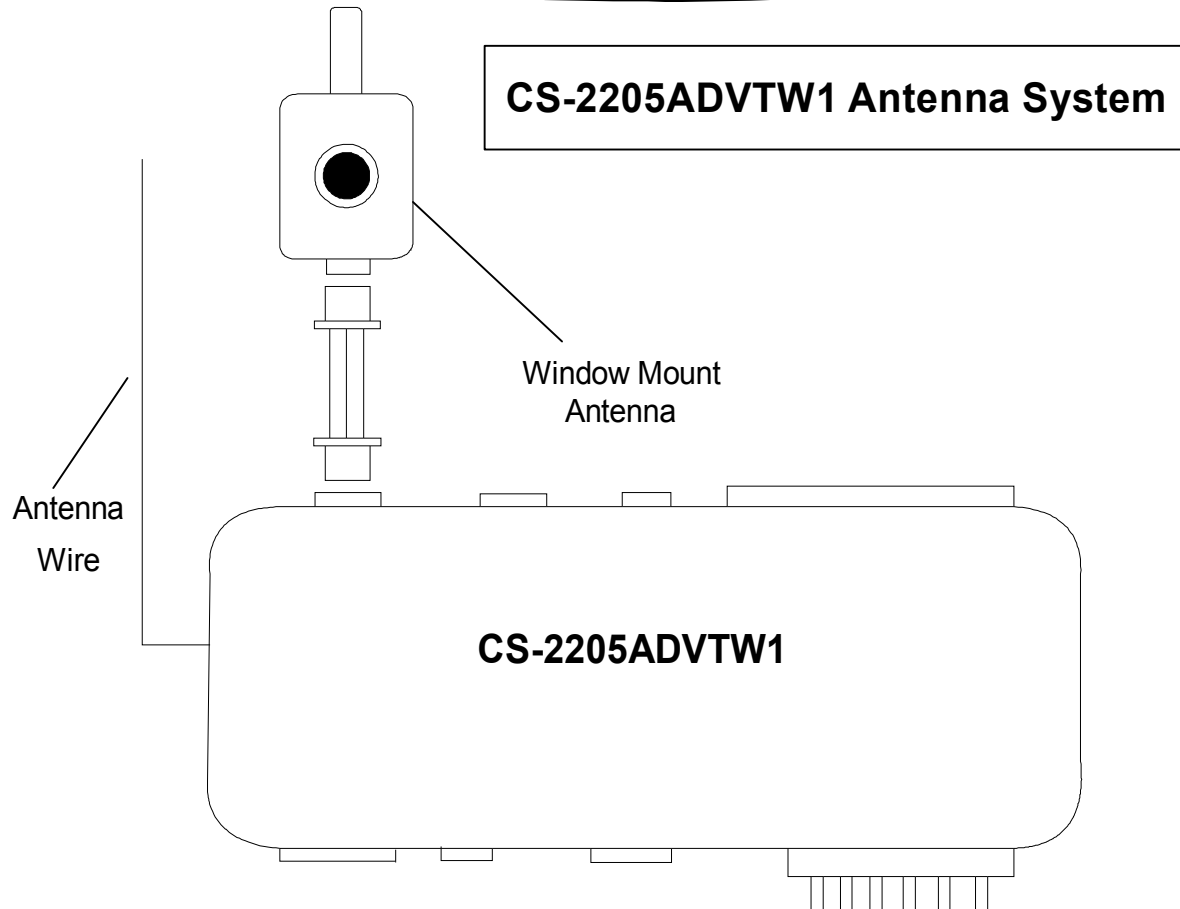 CS-2205ADVTW1 Antenna System
Window Mount
Antenna
Antenna
Wire
CS-2205ADVTW1